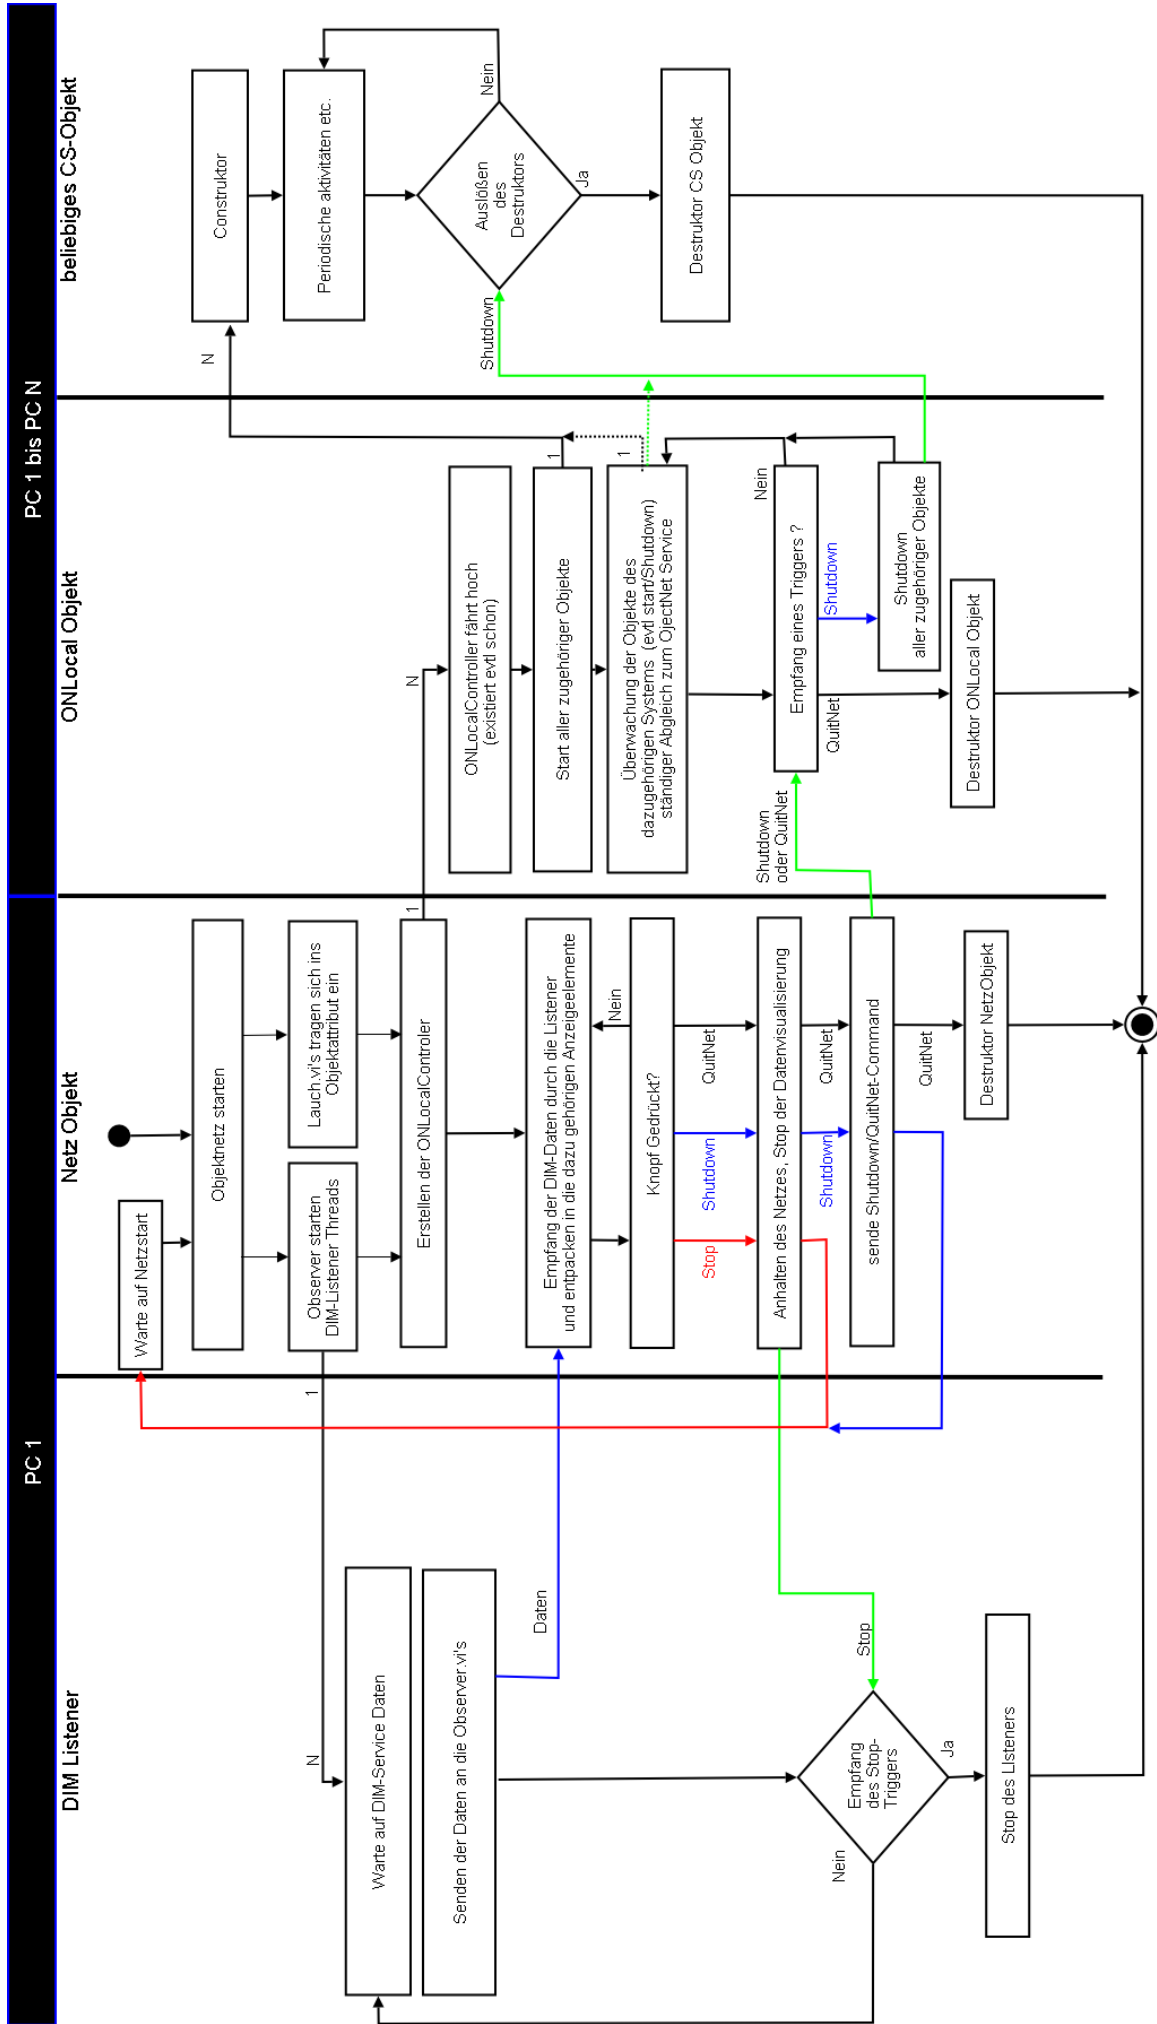 PC 1
PC 1 bis PC N
DIM Listener
Netz Objekt
ONLocal Objekt
beliebiges CS-Objekt
Warte auf DIM-Service Daten
N
1
Senden der Daten an die Observer.vi's
Daten
Empfang
des Stop-
Triggers
Nein
Ja
Stop
Stop des LIsteners
Warte auf Netzstart
Objektnetz starten
Observer starten
DIM-Listener Threads
Lauch.vi's tragen sich ins
Objektattribut ein
Erstellen der ONLocalControler
1
N
Empfang der DIM-Daten durch die Listener
und entpacken in die dazu gehörigen Anzeigeelemente
Nein
Knopf Gedrückt?
Stop
Shutdown
QuitNet
Anhalten des Netzes, Stop der Datenvisualisierung
Shutdown
QuitNet
sende Shutdown/QuitNet-Command
QuitNet
Destruktor NetzObjekt
Shutdown
oder QuitNet
ONLocalController fährt hoch
(existiert evtl schon)
Start aller zugehöriger Objekte
1
N
Überwachung der Objekte des
dazugehörigen Systems (evtl start/Shutdown)
ständiger Abgleich zum OjectNet Service
1
Empfang eines Triggers ?
Nein
QuitNet
Shutdown
Shutdown
aller zugehöriger Objekte
Destruktor ONLocal Objekt
Construktor
Periodische aktivitäten etc.
Auslößen
des
Destruktors
Nein
Ja
Shutdown
Destruktor CS Objekt